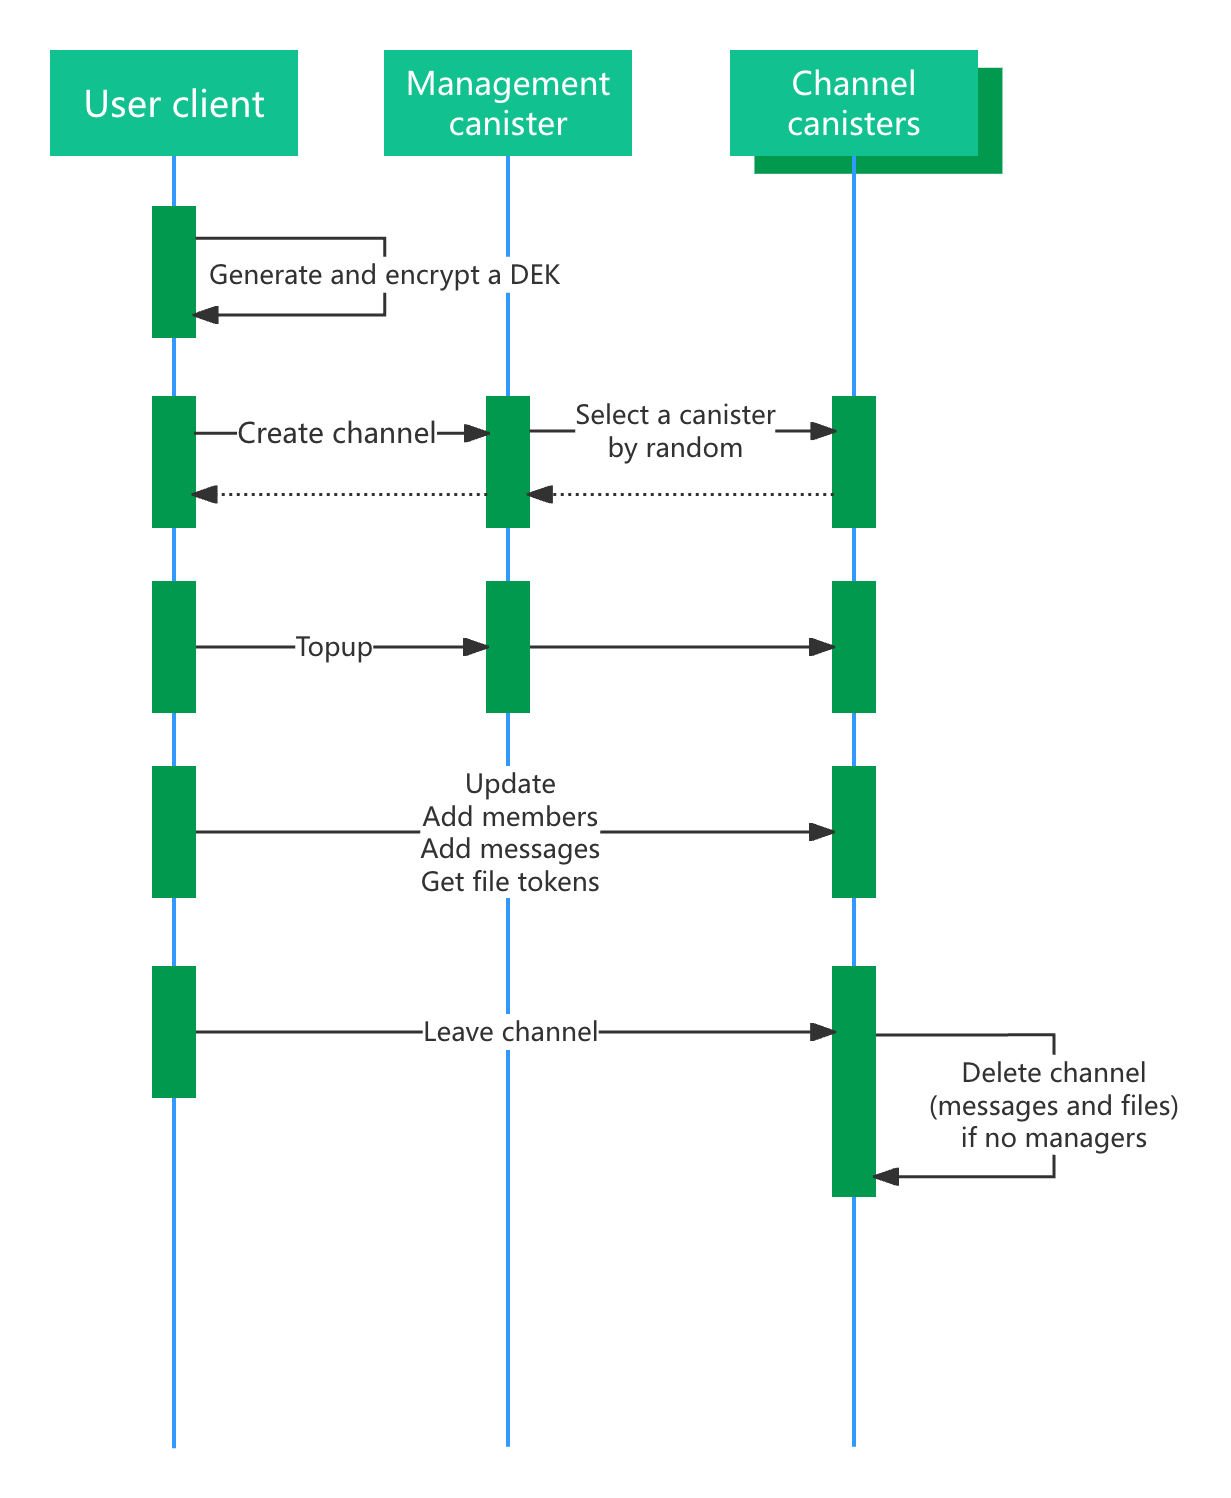 User client
Management
canister
Channel
canisters
Generate and encrypt a DEK
Create channel
Select a canister
by random
Topup
Update
Add members
Add messages
Get file tokens
Leave channel
Delete channel
(messages and files)
if no managers